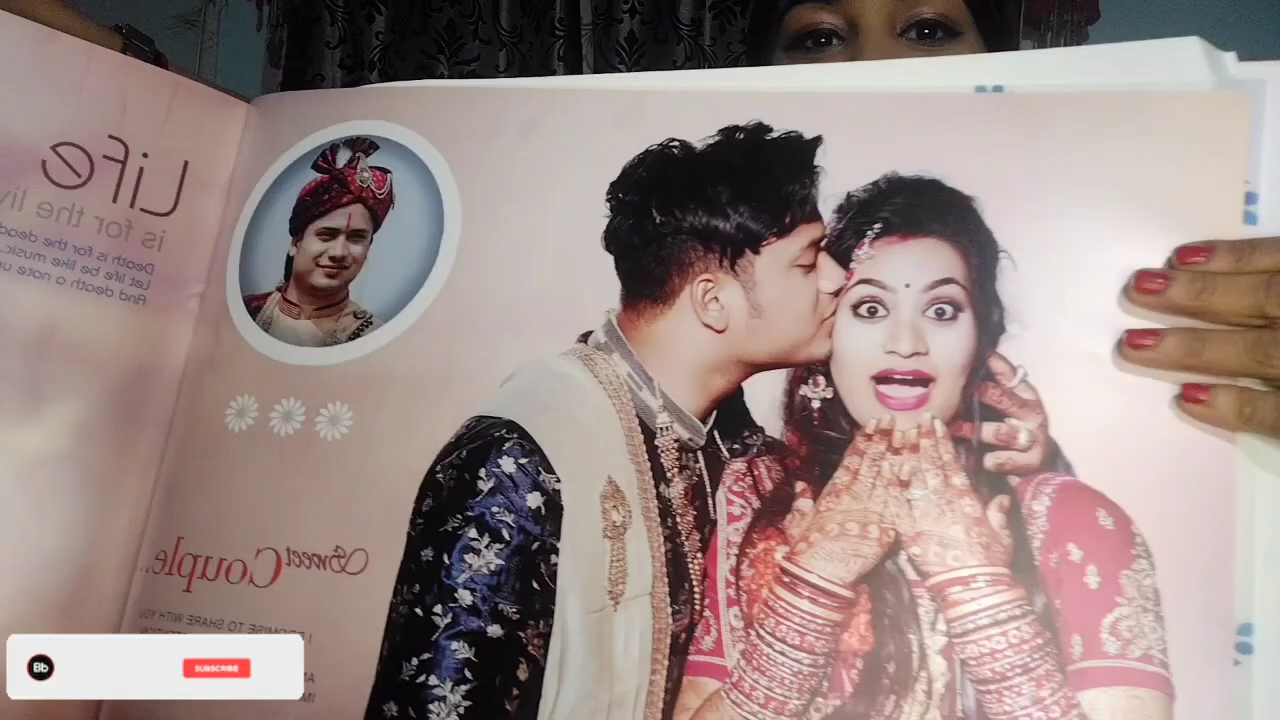 Life
is for the liv
Death is for the dead
Let life be like music.
And death a note un
Sweet Couple..
I PROMISE TO SHARE WITH YOU
Bb
SUBSCRIBE